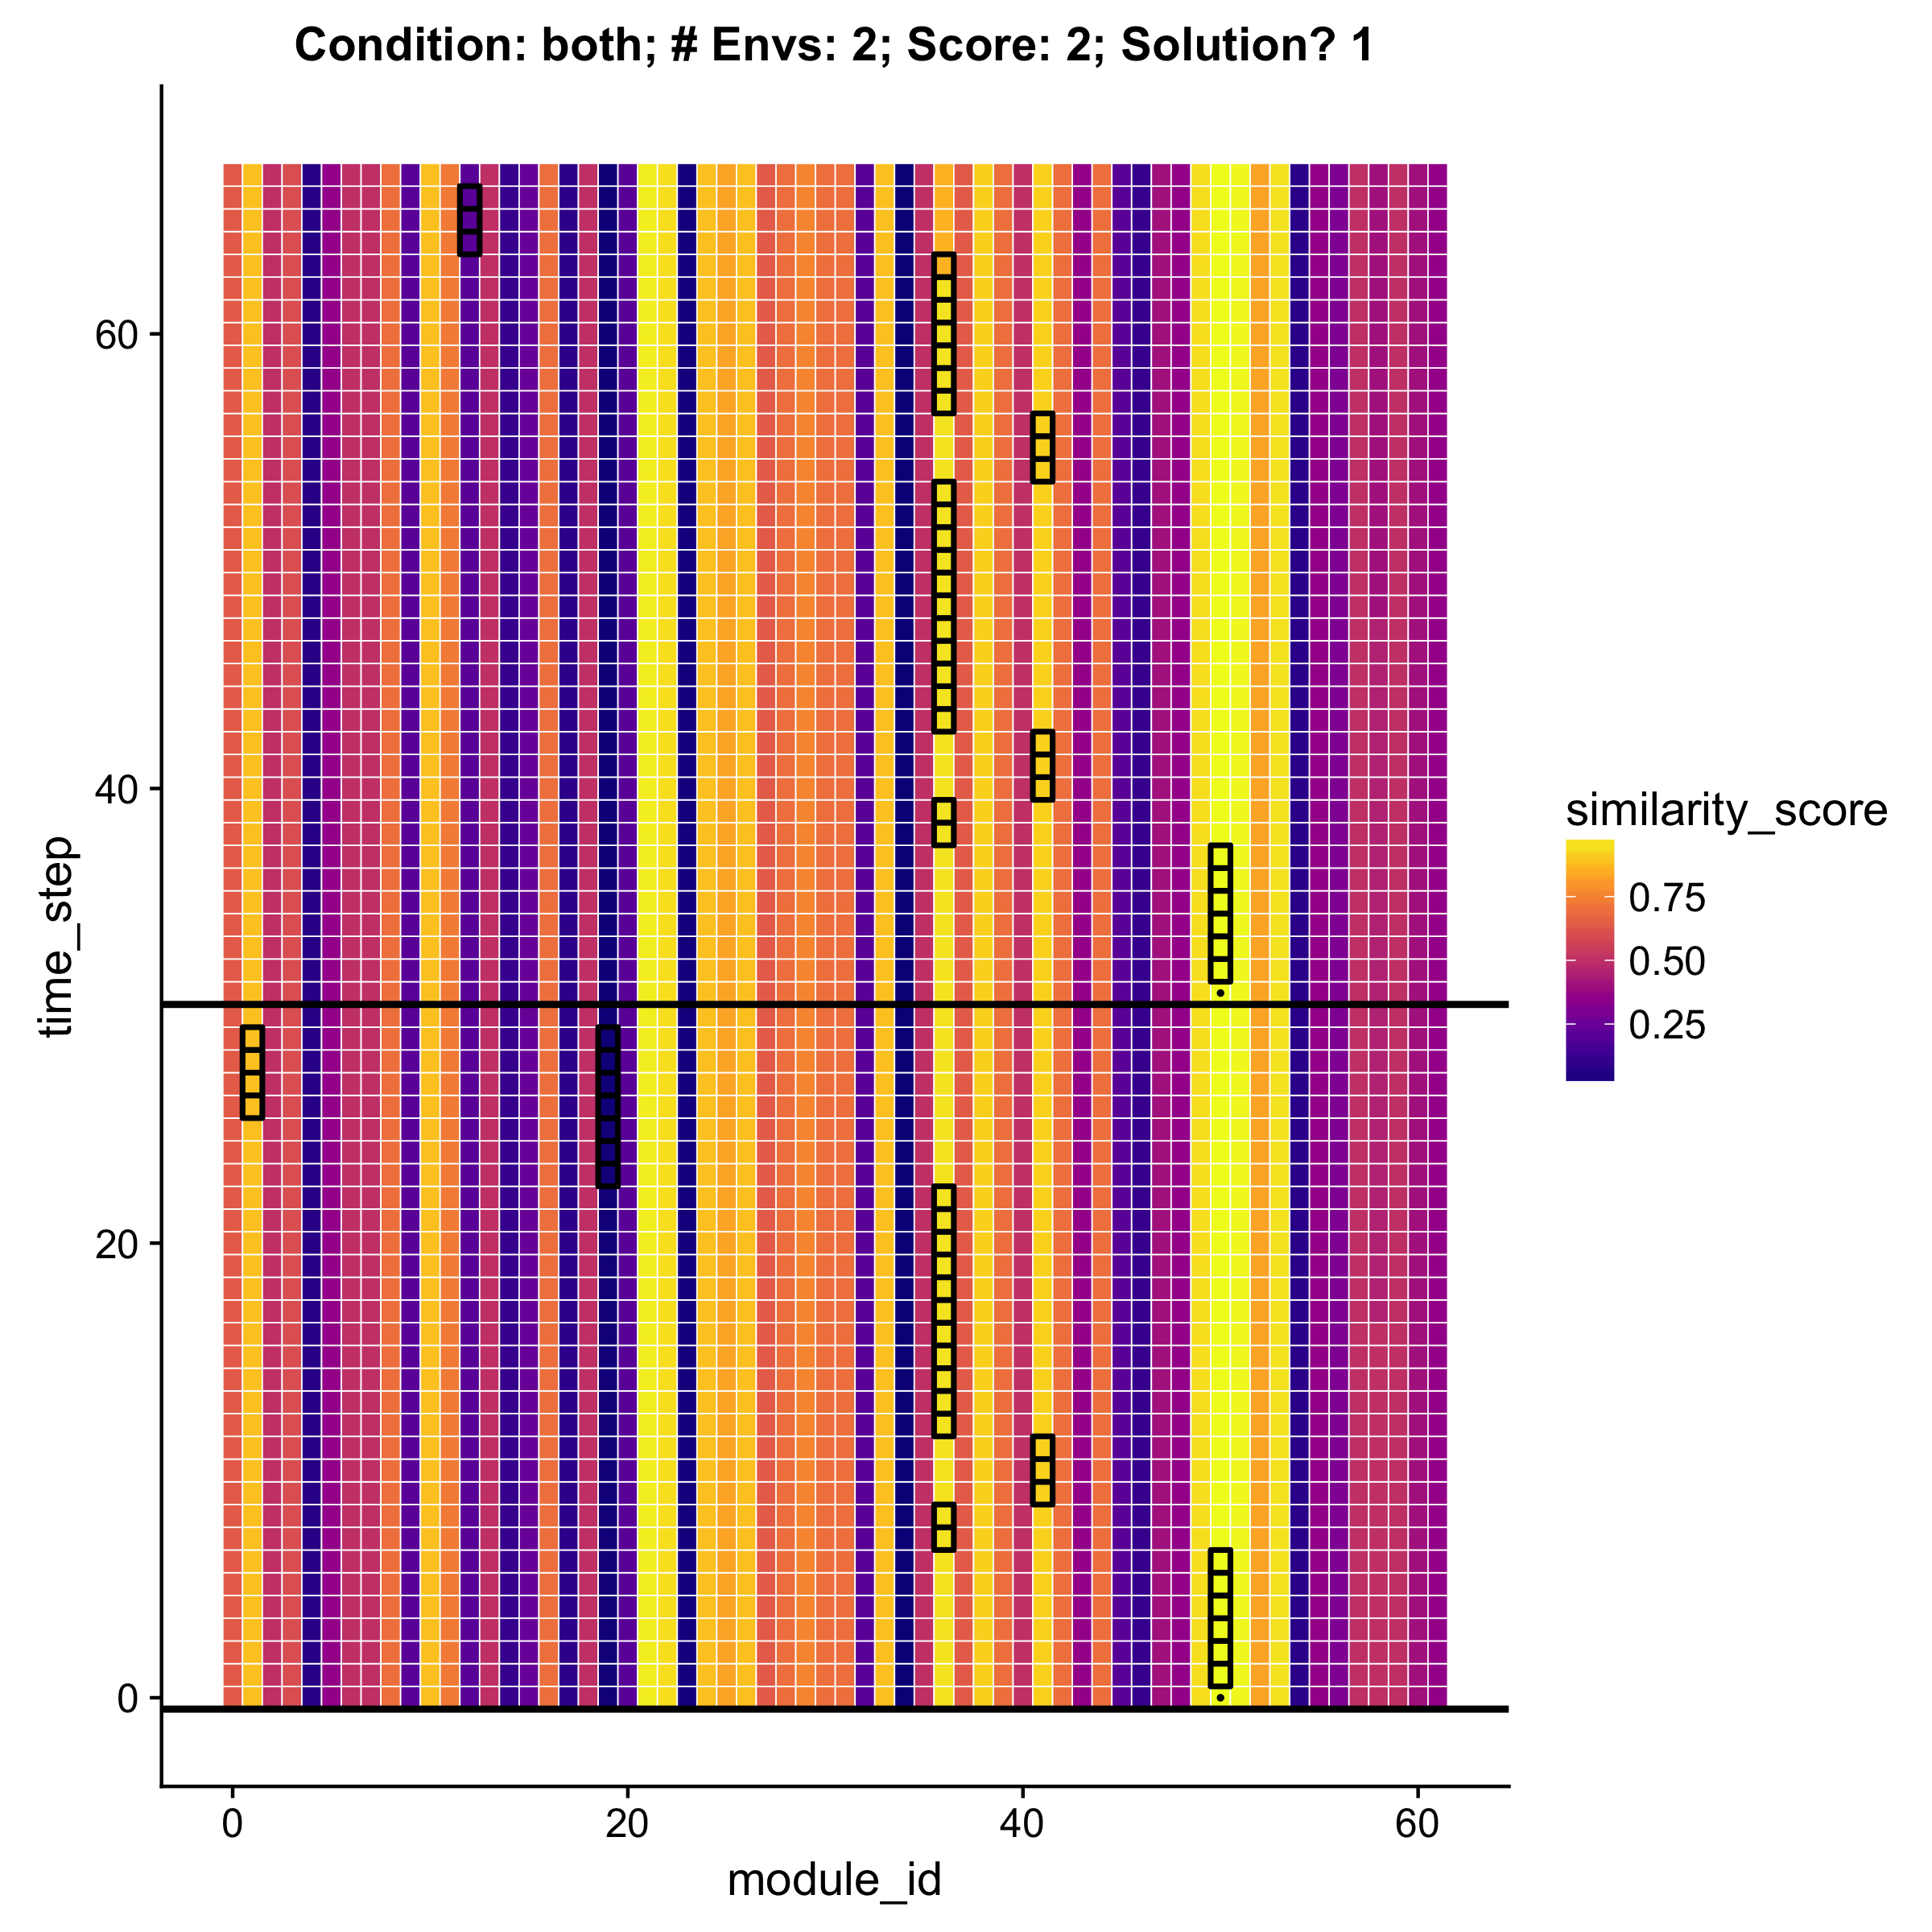 Condition: both; # Envs: 2; Score: 2; Solution? 1
time_step
60
40
20
0
0
20
40
60
module_id
similarity_score
0.75
0.50
0.25